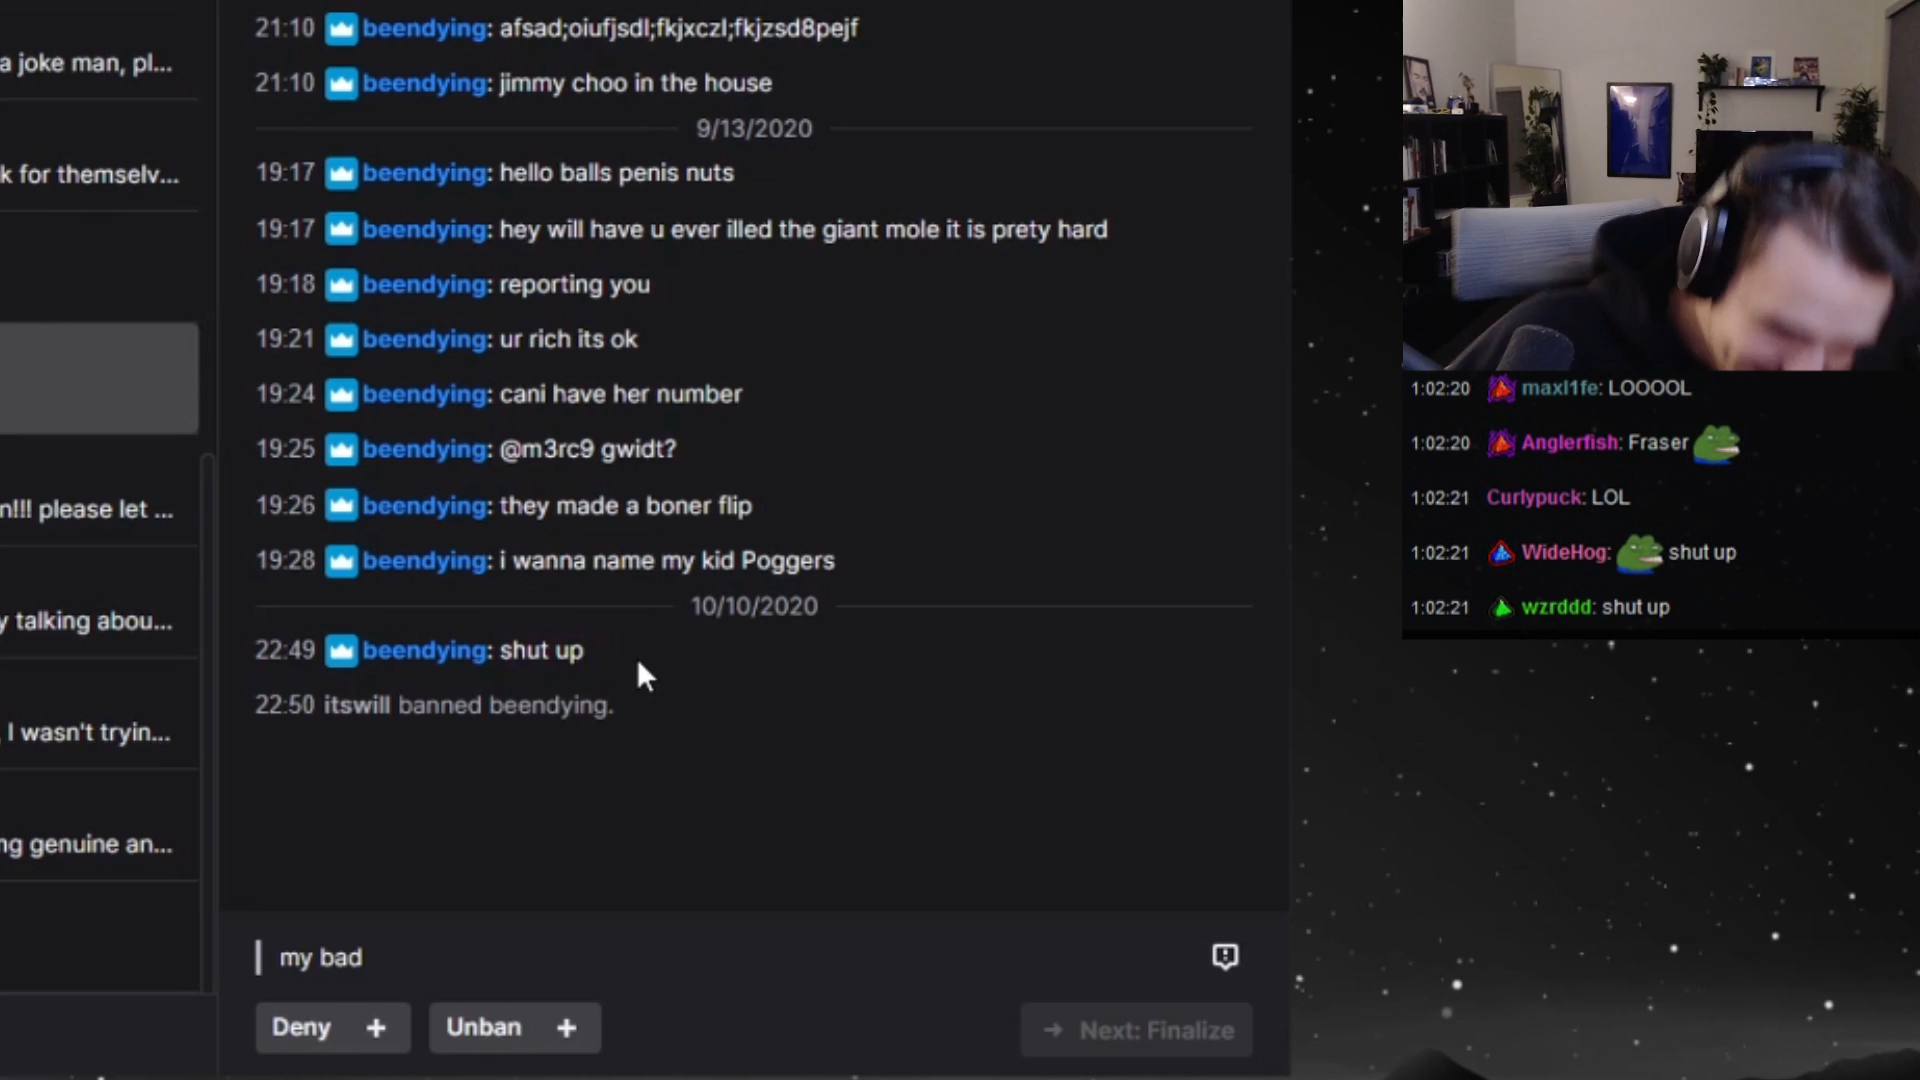 a joke man, pl...
k for themselv...
n!!! please let ...
y talking abou...
I wasn't tryin...
ng genuine an...
21:10 beendying: afsad;oiufjsdl;fkjxczl;fkjzsd8pejf
21:10 beendying: jimmy choo in the house
9/13/2020
19:17 beendying: hello balls penis nuts
19:17 beendying: hey will have u ever illed the giant mole it is prety hard
19:18 beendying: reporting you
19:21 beendying: ur rich its ok
19:24 beendying: cani have her number
19:25 beendying: @m3rc9 gwidt?
19:26 beendying: they made a boner flip
19:28 beendying: i wanna name my kid Poggers
10/10/2020
22:49 beendying: shut up
22:50 itswill banned beendying.
my bad
Deny +
Unban +
→ Next: Finalize
1:02:20 maxl1fe: LOOOOL
1:02:20 Anglerfish: Fraser
1:02:21 Curlypuck: LOL
1:02:21 WideHog: shut up
1:02:21 wzrddd: shut up